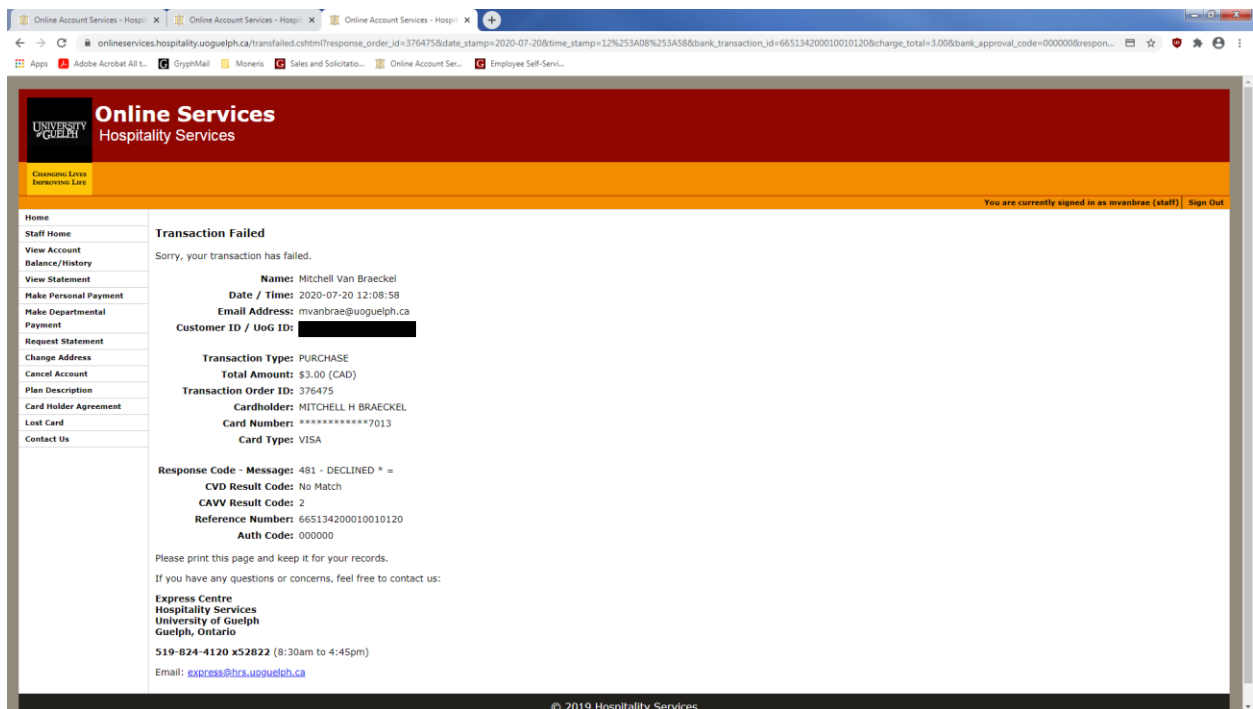 Online Account Services - Hospit
Online Account Services - Hospit
Online Account Services - Hospit
onlineservices.hospitality.uoguelph.ca/transfailed.cshtml?response_order_id=376475&date_stamp=2020-07-20&time_stamp=12%253A08%253A58&bank_transaction_id=665134200010010120&charge_total=3.00&bank_approval_code=000000&respon...
Apps Adobe Acrobat All t... GryphMail Moneris Sales and Solicitatio... Online Account Ser... Employee Self-Servi...
UNIVERSITY of GUELPH
Online Services
Hospitality Services
CHANGING LIVES
IMPROVING LIFE
You are currently signed in as mvanbrae (staff) Sign Out
Home
Staff Home
View Account
Balance/History
View Statement
Make Personal Payment
Make Departmental
Payment
Request Statement
Change Address
Cancel Account
Plan Description
Card Holder Agreement
Lost Card
Contact Us
Transaction Failed
Sorry, your transaction has failed.
Name: Mitchell Van Braeckel
Date / Time: 2020-07-20 12:08:58
Email Address: mvanbrae@uoguelph.ca
Customer ID / UoG ID:
Transaction Type: PURCHASE
Total Amount: $3.00 (CAD)
Transaction Order ID: 376475
Cardholder: MITCHELL H BRAECKEL
Card Number: ************7013
Card Type: VISA
Response Code - Message: 481 - DECLINED * =
CVD Result Code: No Match
CAVV Result Code: 2
Reference Number: 665134200010010120
Auth Code: 000000
Please print this page and keep it for your records.
If you have any questions or concerns, feel free to contact us:
Express Centre
Hospitality Services
University of Guelph
Guelph, Ontario
519-824-4120 x52822 (8:30am to 4:45pm)
Email: express@hrs.uoguelph.ca
© 2019 Hospitality Services